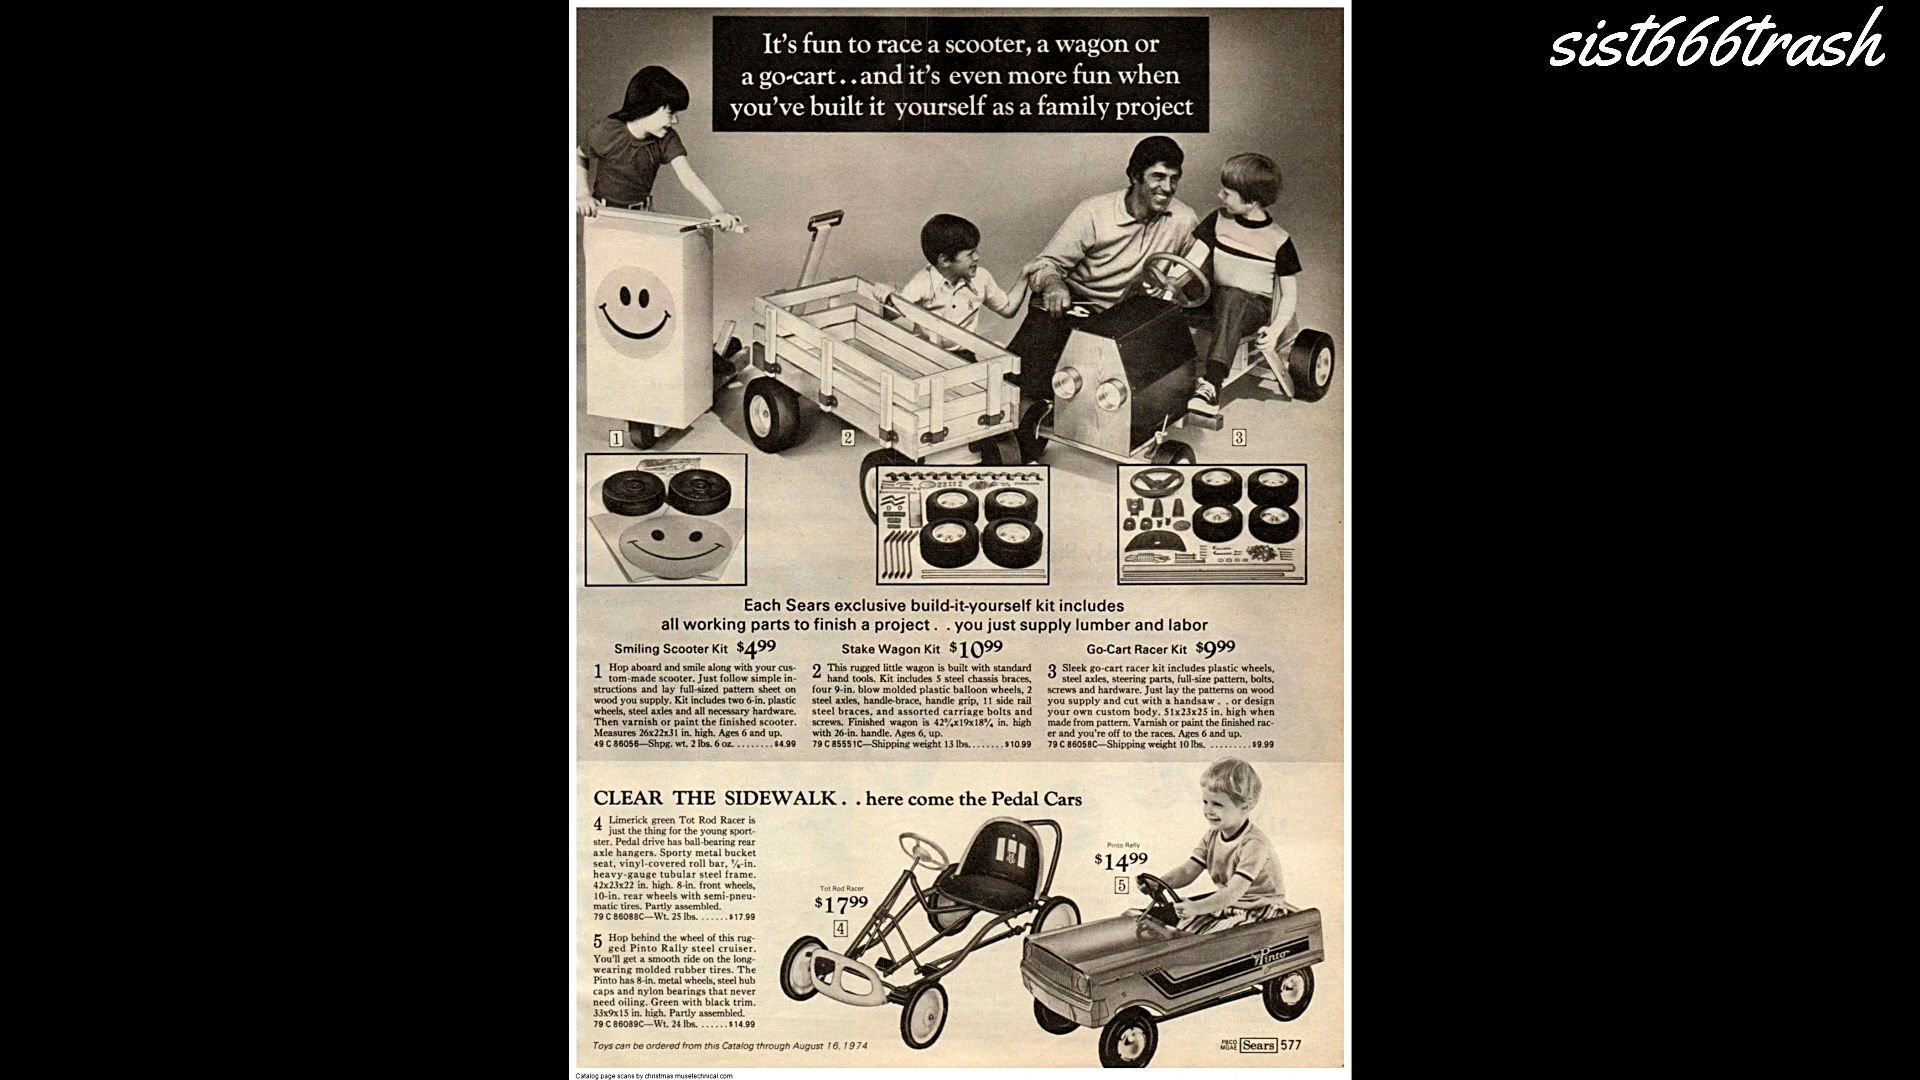 sist666trash
It's fun to race a scooter, a wagon or
a go-cart..and it's even more fun when
you've built it yourself as a family project
1
2
3
Each Sears exclusive build-it-yourself kit includes
all working parts to finish a project . . you just supply lumber and labor
Smiling Scooter Kit $4.99
1 Hop aboard and smile along with your cus-
tom-made scooter. Just follow simple in-
structions and lay full-sized pattern sheet on
wood you supply. Kit includes two 6-in. plastic
wheels, steel axles and all necessary hardware.
Then varnish or paint the finished scooter.
Measures 26x22x31 in. high. Ages 6 and up.
49 C 86056—Shpg. wt. 2 lbs. 6 oz. ........$4.99
Stake Wagon Kit $10.99
2 This rugged little wagon is built with standard
hand tools. Kit includes 5 steel chassis braces,
four 9-in. blow molded plastic balloon wheels, 2
steel axles, handle-brace, handle grip, 11 side rail
steel braces, and assorted carriage bolts and
screws. Finished wagon is 42¾x19x18¾ in. high
with 26-in. handle. Ages 6, up.
79 C 85551C—Shipping weight 13 lbs.......$10.99
Go-Cart Racer Kit $9.99
3 Sleek go-cart racer kit includes plastic wheels,
steel axles, steering parts, full-size pattern, bolts,
screws and hardware. Just lay the patterns on wood
you supply and cut with a handsaw . . or design
your own custom body. 51x23x25 in. high when
made from pattern. Varnish or paint the finished rac-
er and you're off to the races. Ages 6 and up.
79 C 86058C—Shipping weight 10 lbs. .........$9.99
CLEAR THE SIDEWALK . . here come the Pedal Cars
4 Limerick green Tot Rod Racer is
just the thing for the young sport-
ster. Pedal drive has ball-bearing rear
axle hangers. Sporty metal bucket
seat, vinyl-covered roll bar, ⅞-in.
heavy-gauge tubular steel frame.
42x23x22 in. high. 8-in. front wheels,
10-in. rear wheels with semi-pneu-
matic tires. Partly assembled.
79 C 86088C—Wt. 25 lbs. ......$17.99
5 Hop behind the wheel of this rug-
ged Pinto Rally steel cruiser.
You'll get a smooth ride on the long-
wearing molded rubber tires. The
Pinto has 8-in. metal wheels, steel hub
caps and nylon bearings that never
need oiling. Green with black trim.
33x9x15 in. high. Partly assembled.
79 C 86089C—Wt. 24 lbs. ......$14.99
Tot Rod Racer
$17.99
4
Pinto Rally
$14.99
5
Pinto
Toys can be ordered from this Catalog through August 16, 1974
Sears 577
Catalog page scans by christmas.musetechnical.com